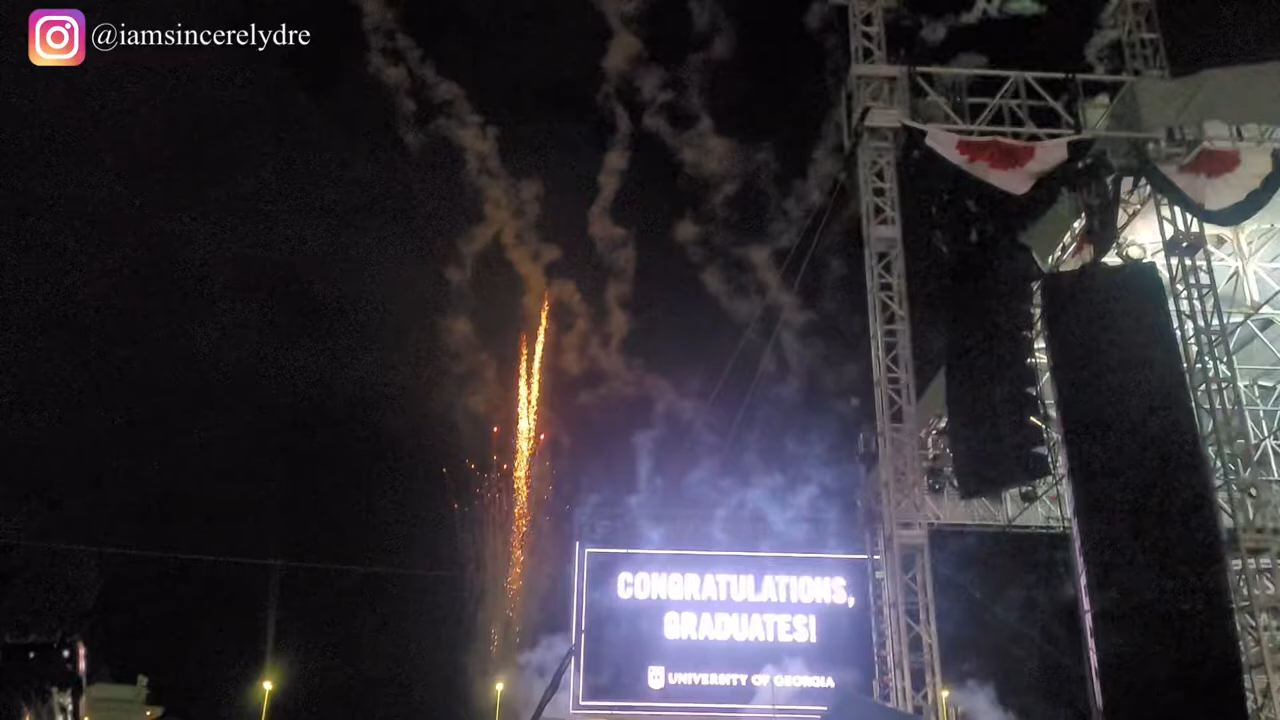 @iamsincerelydre
CONGRATULATIONS,
GRADUATES!
UNIVERSITY OF GEORGIA